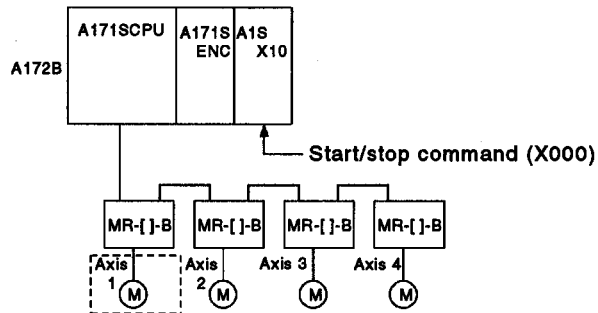 A171SCPU
A171S ENC
A1S X10
A172B
Start/stop command (X000)
MR-[ ]-B
MR-[ ]-B
MR-[ ]-B
MR-[ ]-B
Axis 1
Axis 2
Axis 3
Axis 4
M
M
M
M